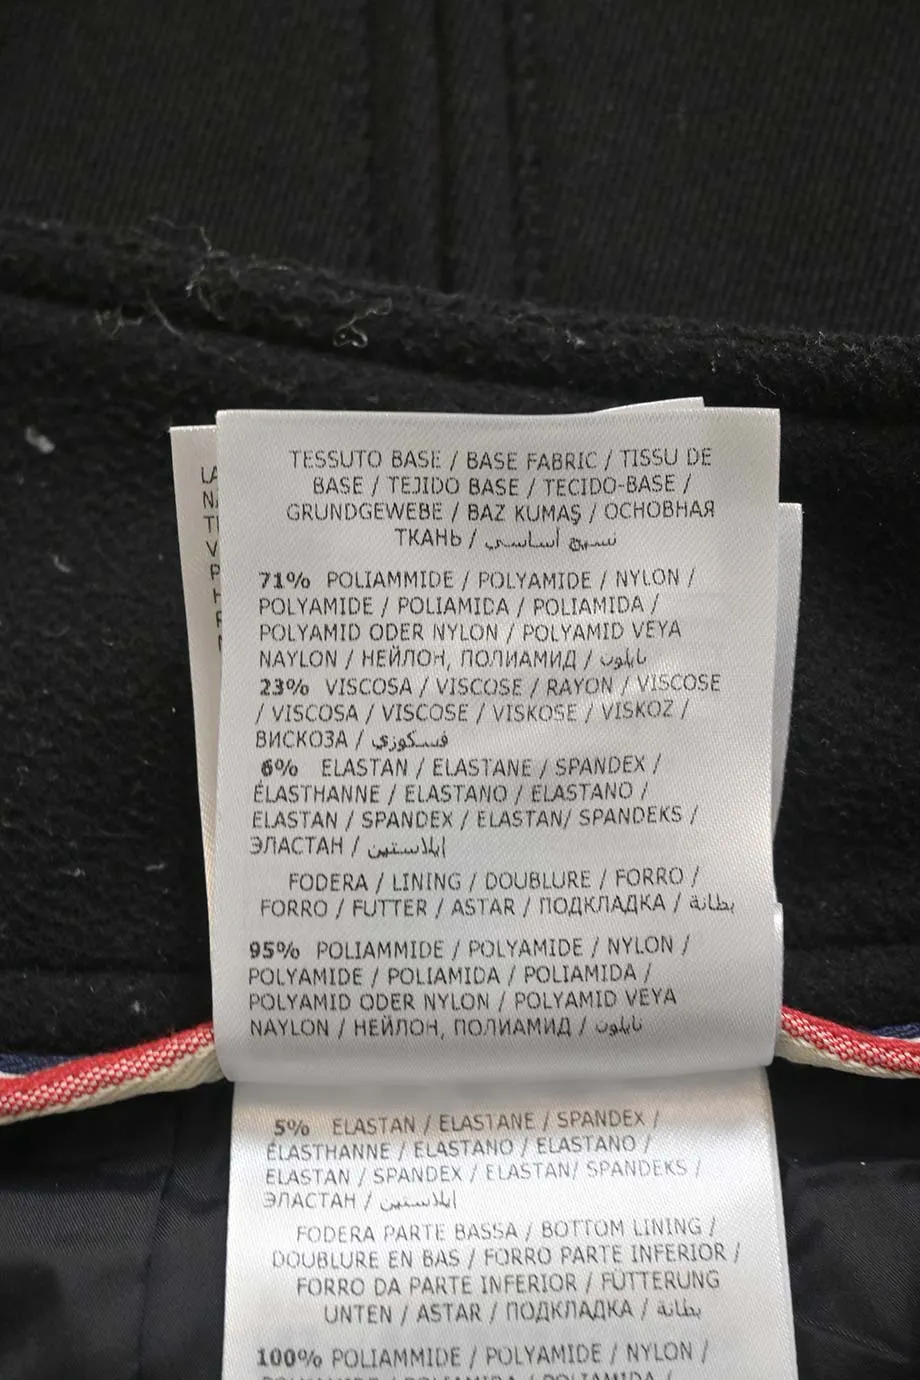 TESSUTO BASE / BASE FABRIC / TISSU DE
BASE / TEJIDO BASE / TECIDO-BASE /
GRUNDGEWEBE / BAZ KUMAŞ / ОСНОВНАЯ
ТКАНЬ / نسيج أساسي
71% POLIAMMIDE / POLYAMIDE / NYLON /
POLYAMIDE / POLIAMIDA / POLIAMIDA /
POLYAMID ODER NYLON / POLYAMID VEYA
NAYLON / НЕЙЛОН, ПОЛИАМИД / نايلون
23% VISCOSA / VISCOSE / RAYON / VISCOSE
/ VISCOSA / VISCOSE / VISKOSE / VISKOZ /
ВИСКОЗА / فسكوزي
6% ELASTAN / ELASTANE / SPANDEX /
ÉLASTHANNE / ELASTANO / ELASTANO /
ELASTAN / SPANDEX / ELASTAN/ SPANDEKS /
ЭЛАСТАН / إيلاستين
FODERA / LINING / DOUBLURE / FORRO /
FORRO / FUTTER / ASTAR / ПОДКЛАДКА / بطانة
95% POLIAMMIDE / POLYAMIDE / NYLON /
POLYAMIDE / POLIAMIDA / POLIAMIDA /
POLYAMID ODER NYLON / POLYAMID VEYA
NAYLON / НЕЙЛОН, ПОЛИАМИД / نايلون
5% ELASTAN / ELASTANE / SPANDEX /
ÉLASTHANNE / ELASTANO / ELASTANO /
ELASTAN / SPANDEX / ELASTAN/ SPANDEKS /
ЭЛАСТАН / إيلاستين
FODERA PARTE BASSA / BOTTOM LINING /
DOUBLURE EN BAS / FORRO PARTE INFERIOR /
FORRO DA PARTE INFERIOR / FÜTTERUNG
UNTEN / ASTAR / ПОДКЛАДКА / بطانة
100% POLIAMMIDE / POLYAMIDE / NYLON /